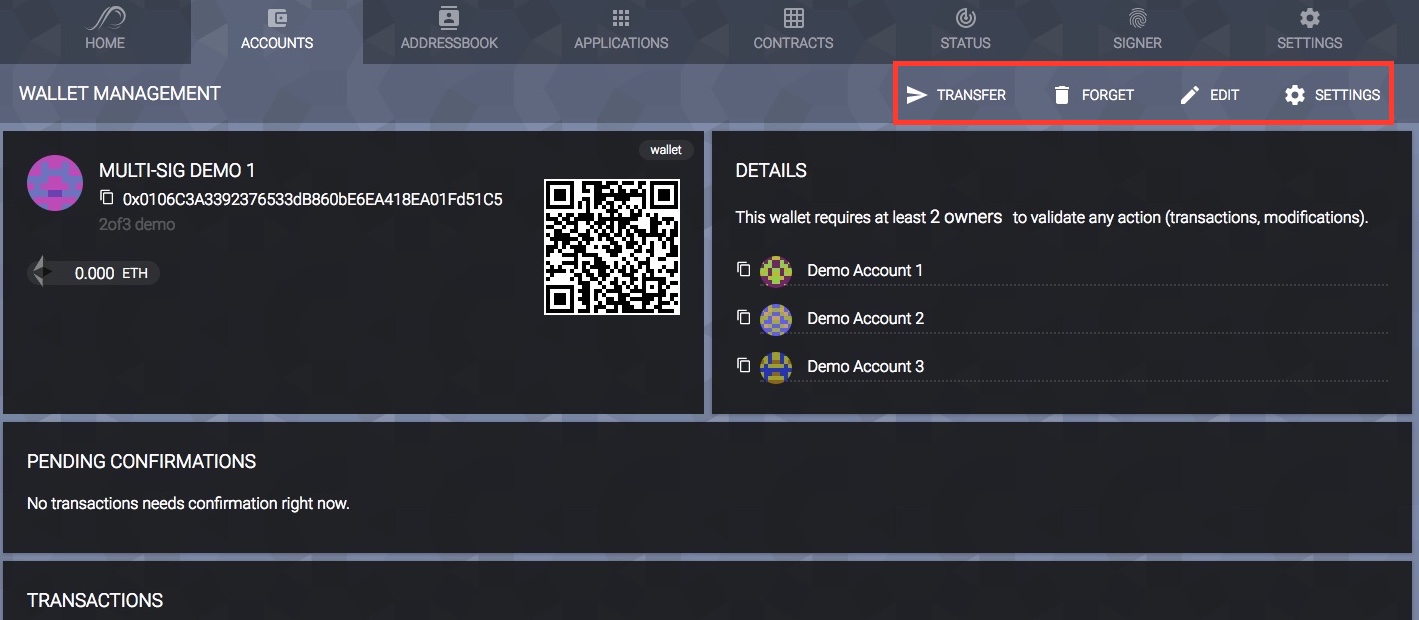 HOME
ACCOUNTS
ADDRESSBOOK
APPLICATIONS
CONTRACTS
STATUS
SIGNER
SETTINGS
WALLET MANAGEMENT
TRANSFER
FORGET
EDIT
SETTINGS
wallet
MULTI-SIG DEMO 1
0x0106C3A3392376533dB860bE6EA418EA01Fd51C5
2of3 demo
0.000 ETH
DETAILS
This wallet requires at least 2 owners to validate any action (transactions, modifications).
Demo Account 1
Demo Account 2
Demo Account 3
PENDING CONFIRMATIONS
No transactions needs confirmation right now.
TRANSACTIONS